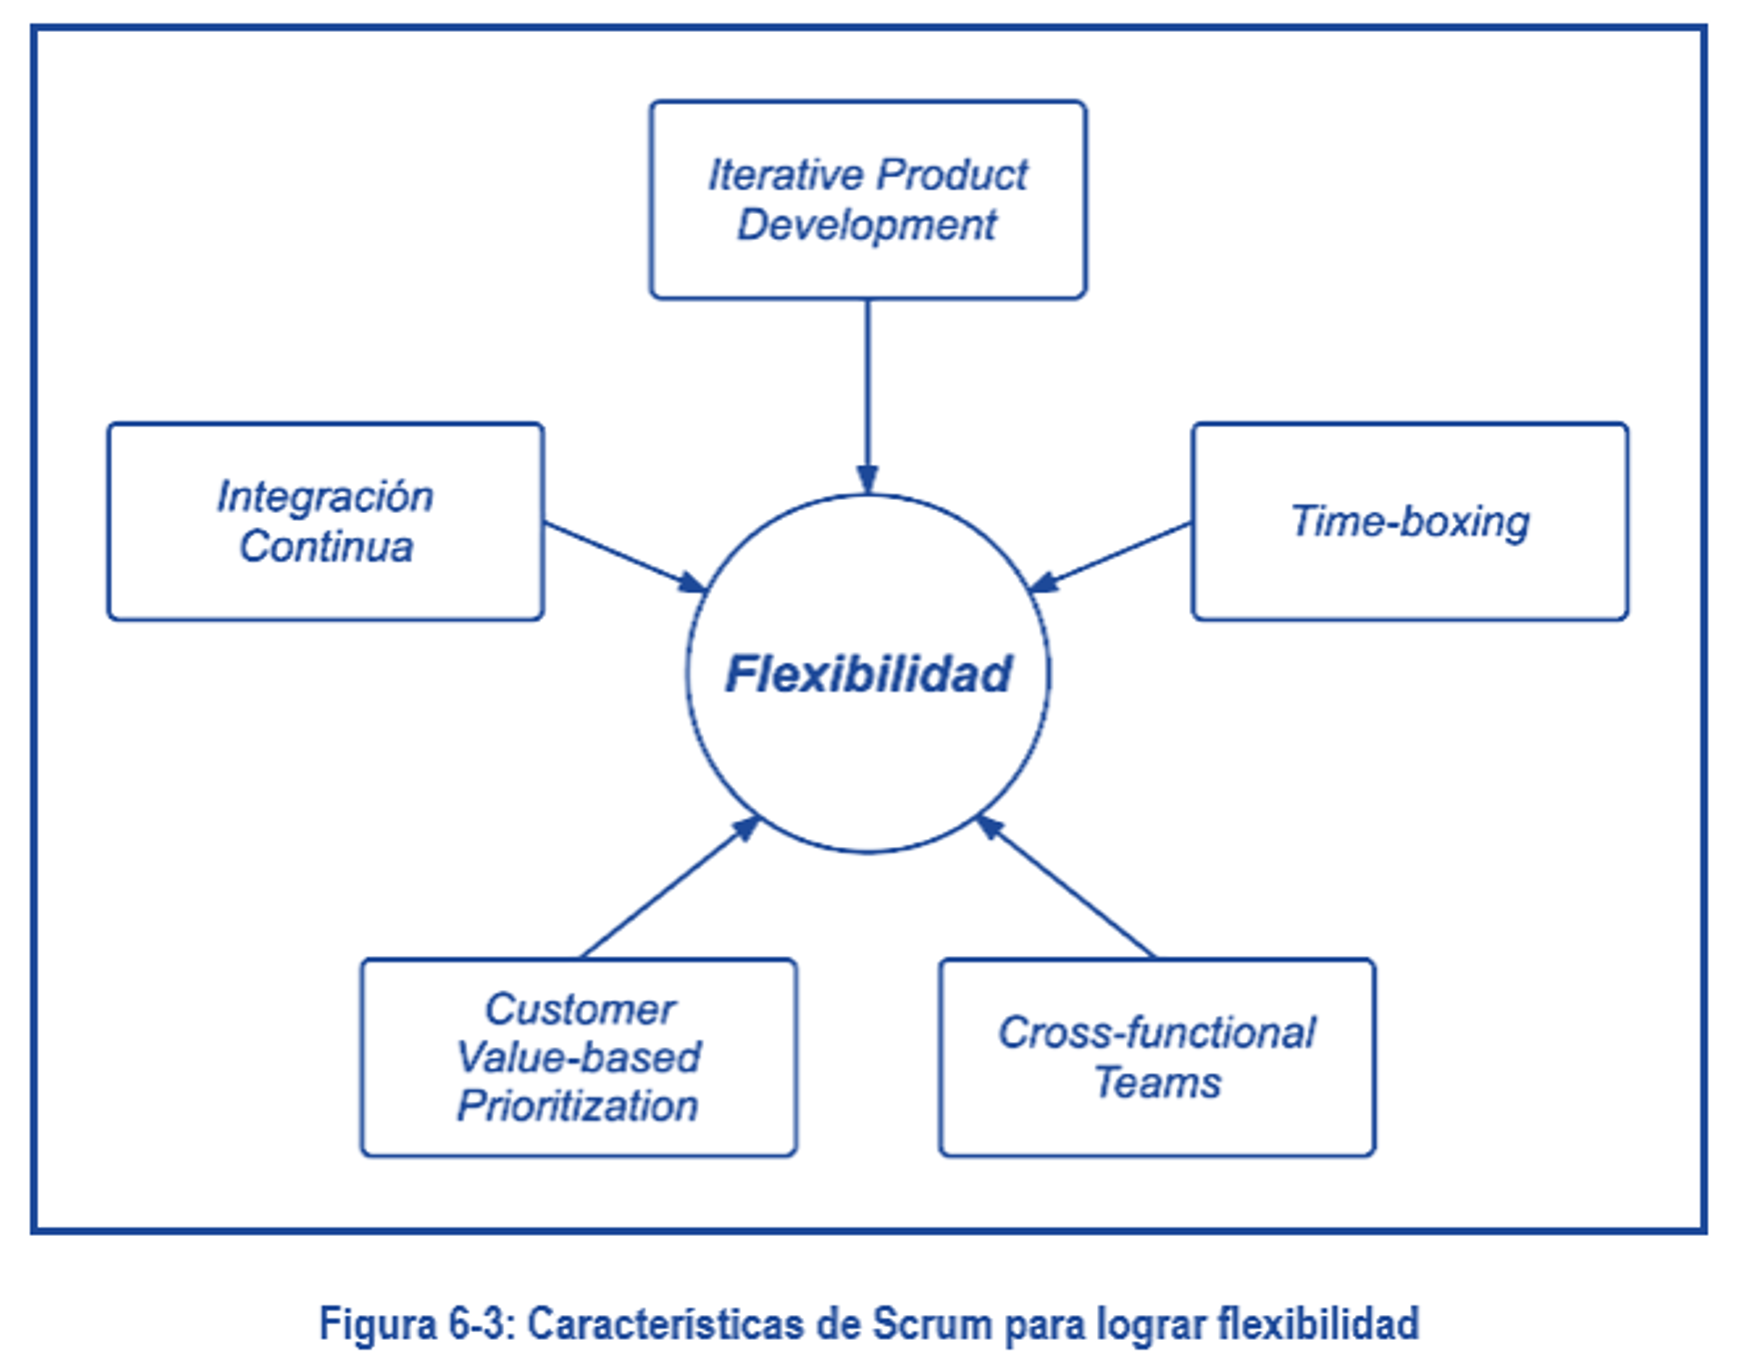 Iterative Product
Development
Integración
Continua
Time-boxing
Flexibilidad
Customer
Value-based
Prioritization
Cross-functional
Teams
Figura 6-3: Características de Scrum para lograr flexibilidad